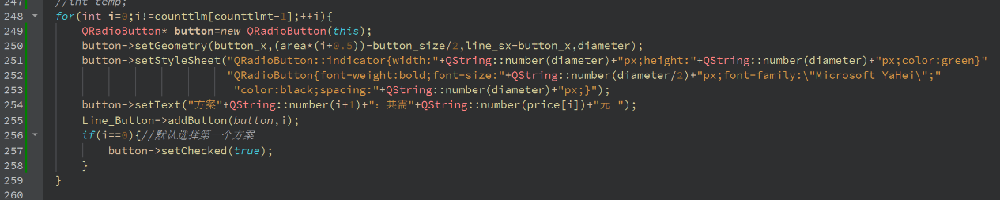 247 //int temp;
248 for(int i=0;i!=counttlm[counttlmt-1];++i){
249 QRadioButton* button=new QRadioButton(this);
250 button->setGeometry(button_x,(area*(i+0.5))-button_size/2,line_sx-button_x,diameter);
251 button->setStyleSheet("QRadioButton::indicator{width:"+QString::number(diameter)+"px;height:"+QString::number(diameter)+"px;color:green}"
252 "QRadioButton{font-weight:bold;font-size:"+QString::number(diameter/2)+"px;font-family:\"Microsoft YaHei\";"
253 "color:black;spacing:"+QString::number(diameter)+"px;}");
254 button->setText("方案"+QString::number(i+1)+"：共需"+QString::number(price[i])+"元 ");
255 Line_Button->addButton(button,i);
256 if(i==0){//默认选择第一个方案
257 button->setChecked(true);
258 }
259 }
260